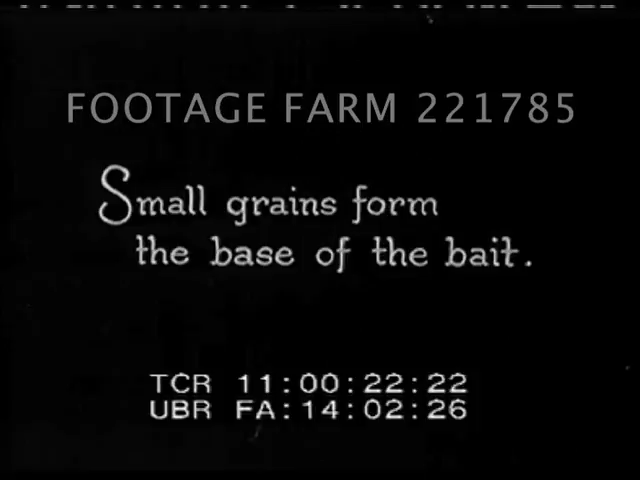 FOOTAGE FARM 221785
Small grains form
the base of the bait.
TCR 11:00:22:22
UBR FA:14:02:26